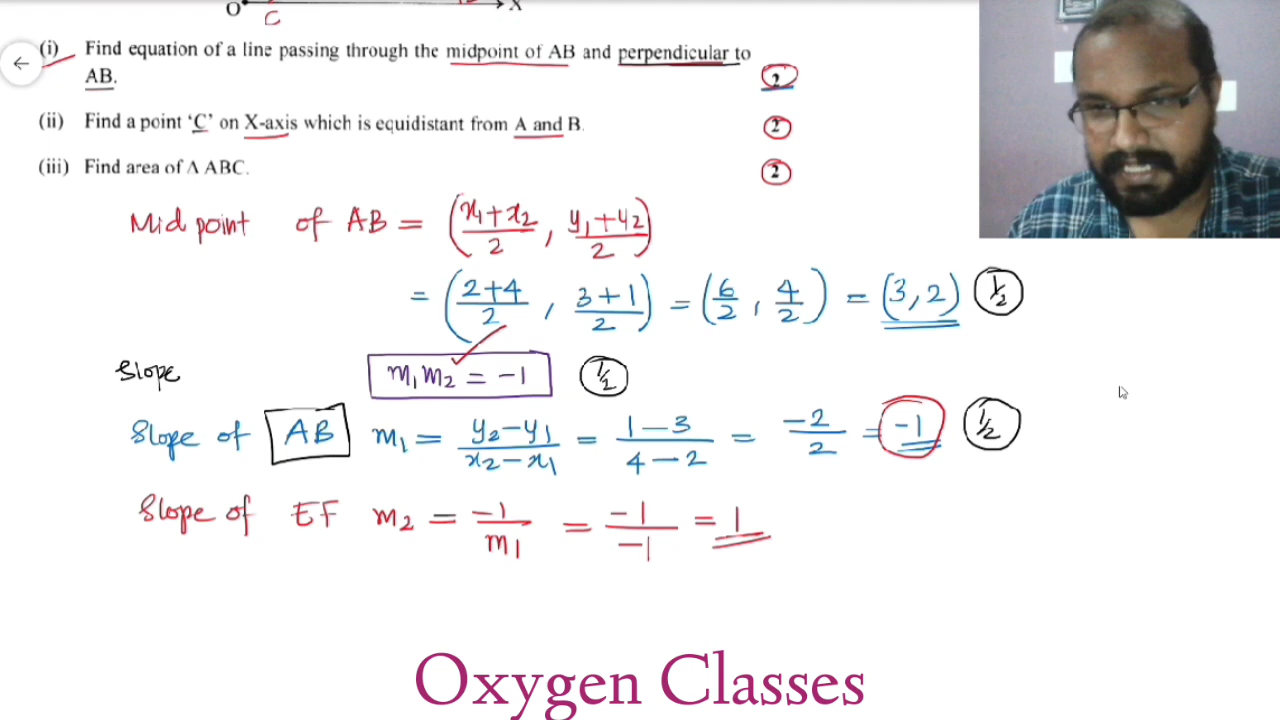 O X
C
(i) Find equation of a line passing through the midpoint of AB and perpendicular to
AB. 2
(ii) Find a point ‘C’ on X-axis which is equidistant from A and B. 2
(iii) Find area of Δ ABC. 2
Mid point of AB = (x1+x2/2, y1+y2/2)
= (2+4/2, 3+1/2) = (6/2, 4/2) = (3, 2) 1/2
Slope m1m2 = -1 1/2
Slope of AB m1 = y2-y1/x2-x1 = 1-3/4-2 = -2/2 = -1 1/2
Slope of EF m2 = -1/m1 = -1/-1 = 1
Oxygen Classes